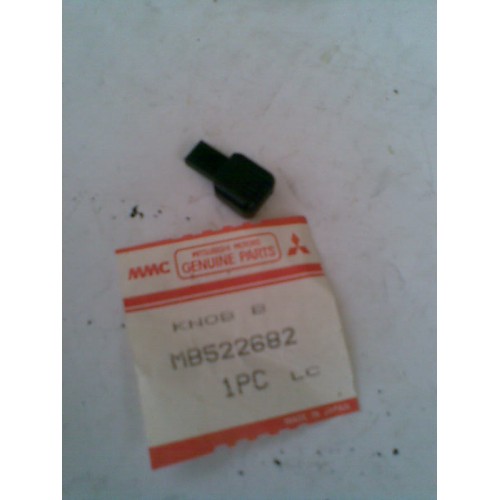 MMC
MITSUBISHI MOTORS
GENUINE PARTS
KNOB B
MB522682
1PC LC
MADE IN JAPAN